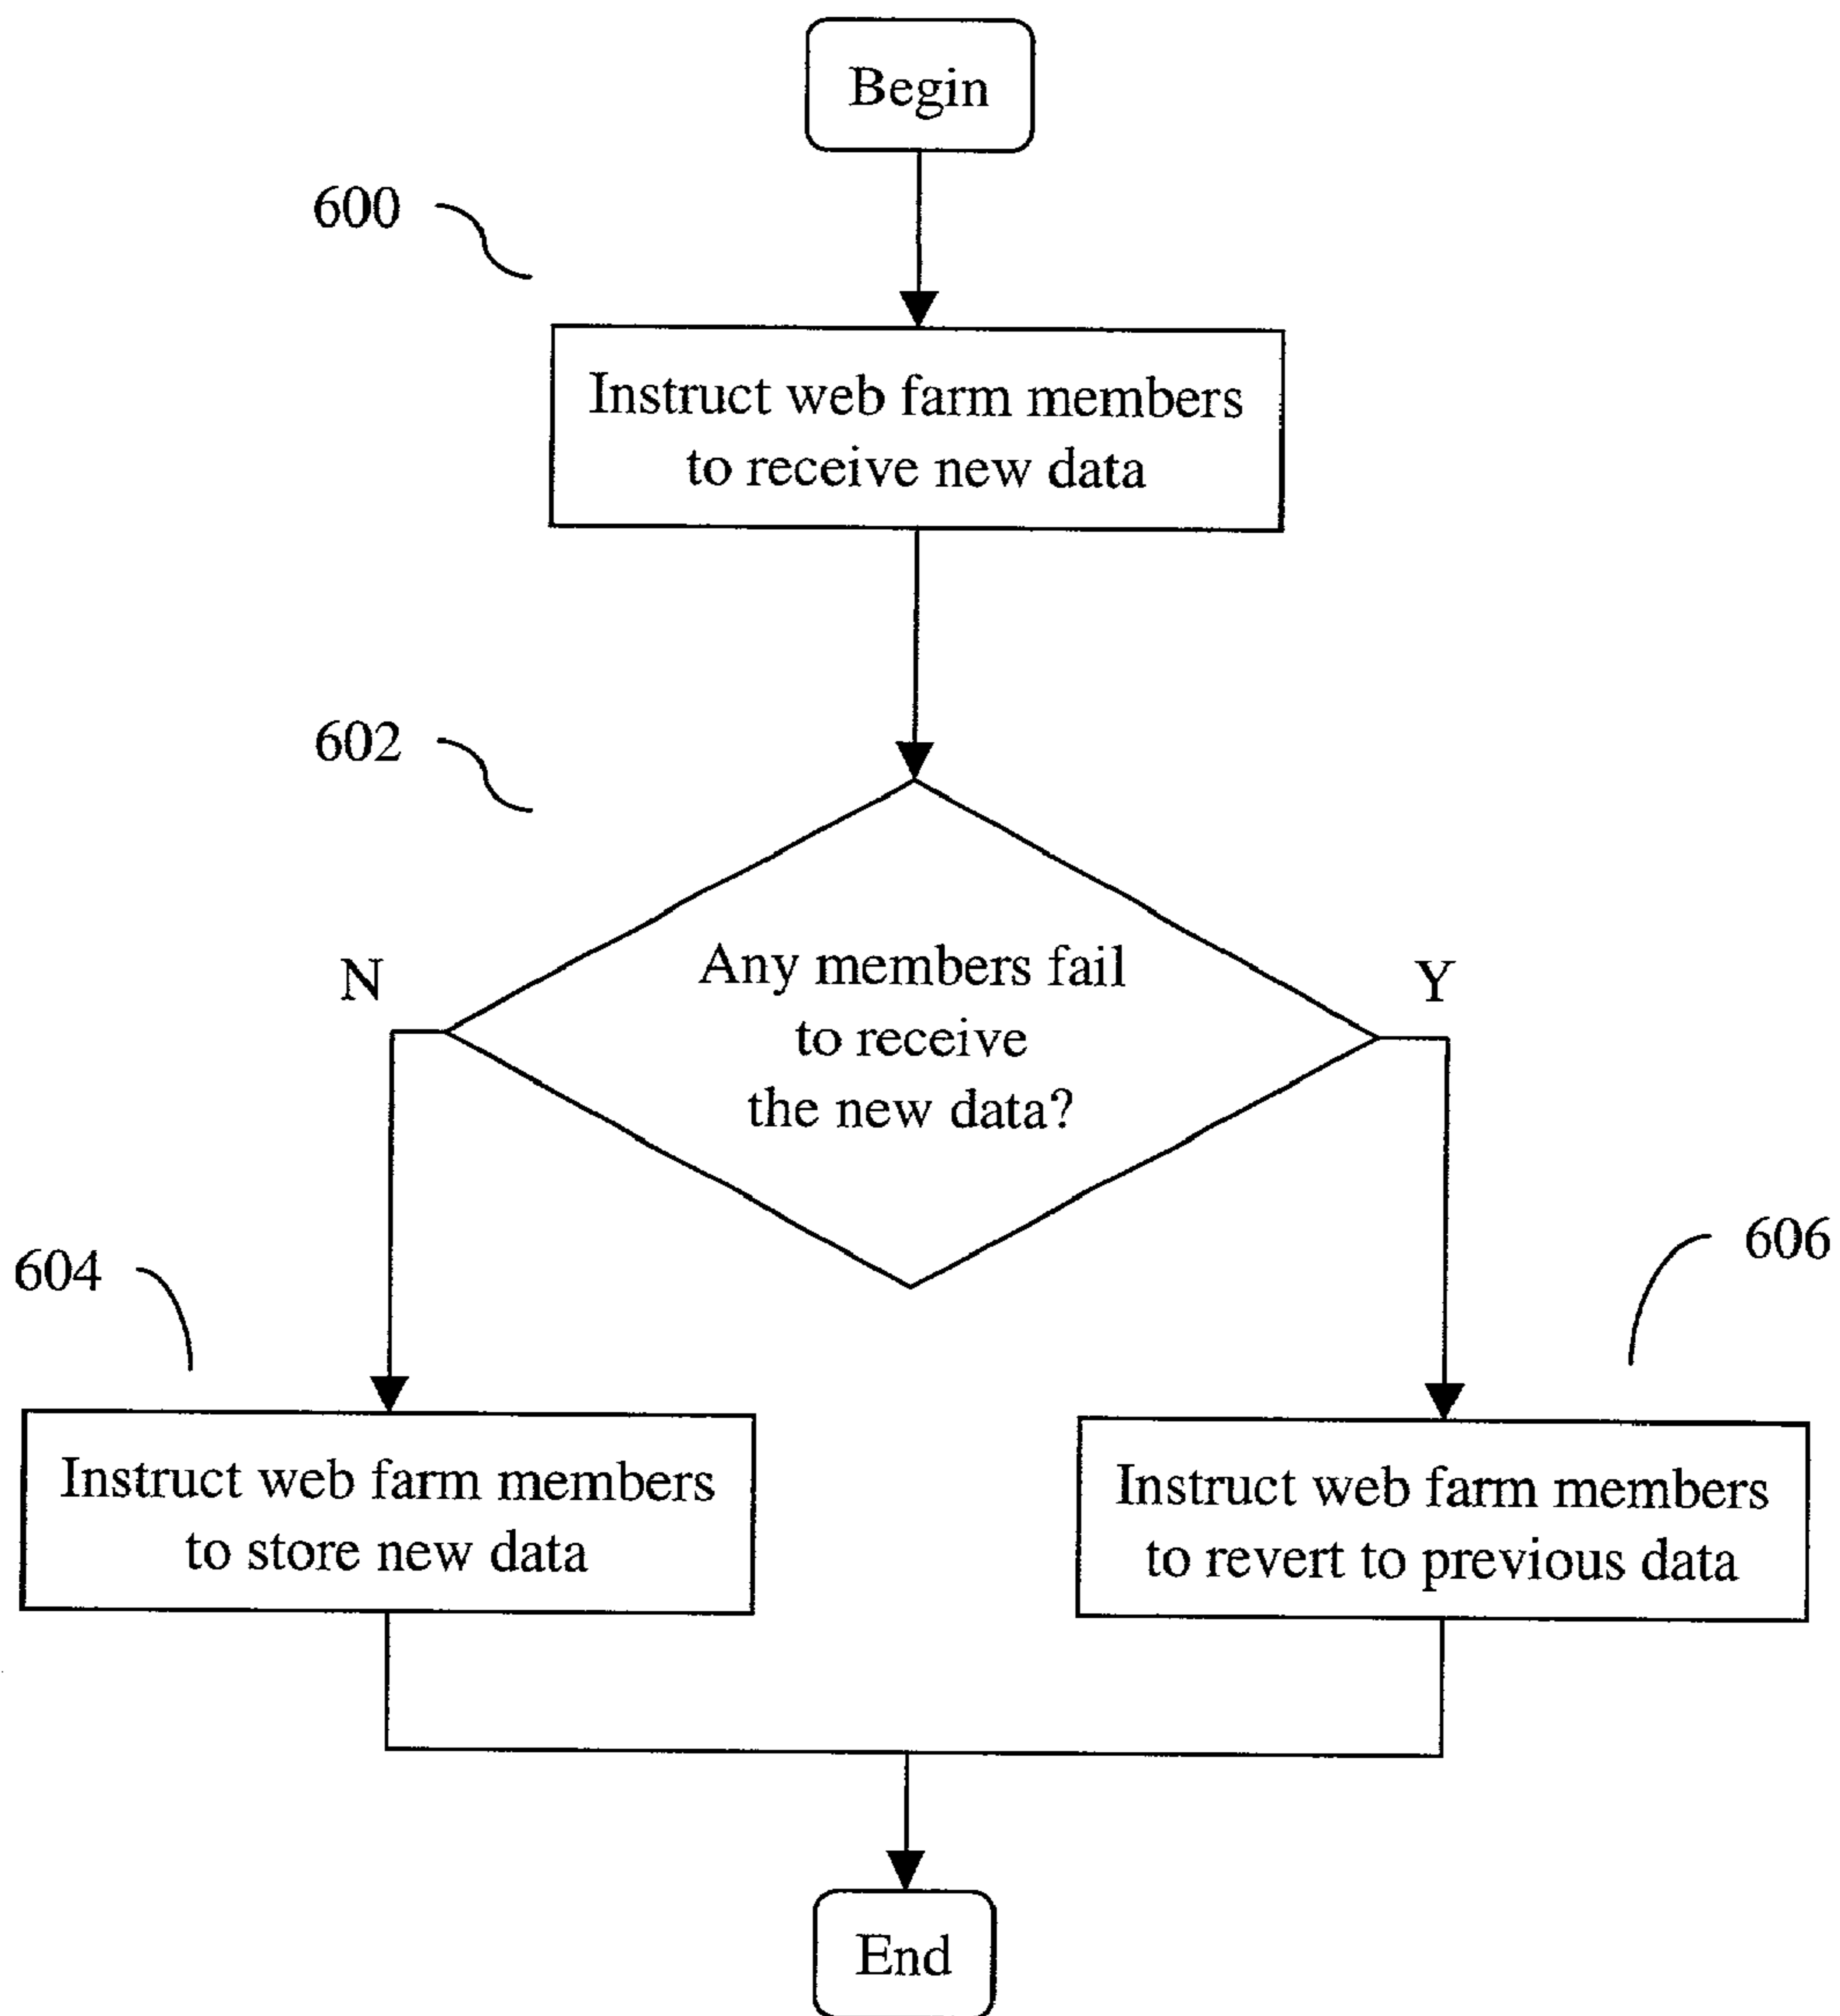 Begin
600
Instruct web farm members
to receive new data
602
Any members fail
to receive
the new data?
N
Y
604
606
Instruct web farm members
to store new data
Instruct web farm members
to revert to previous data
End